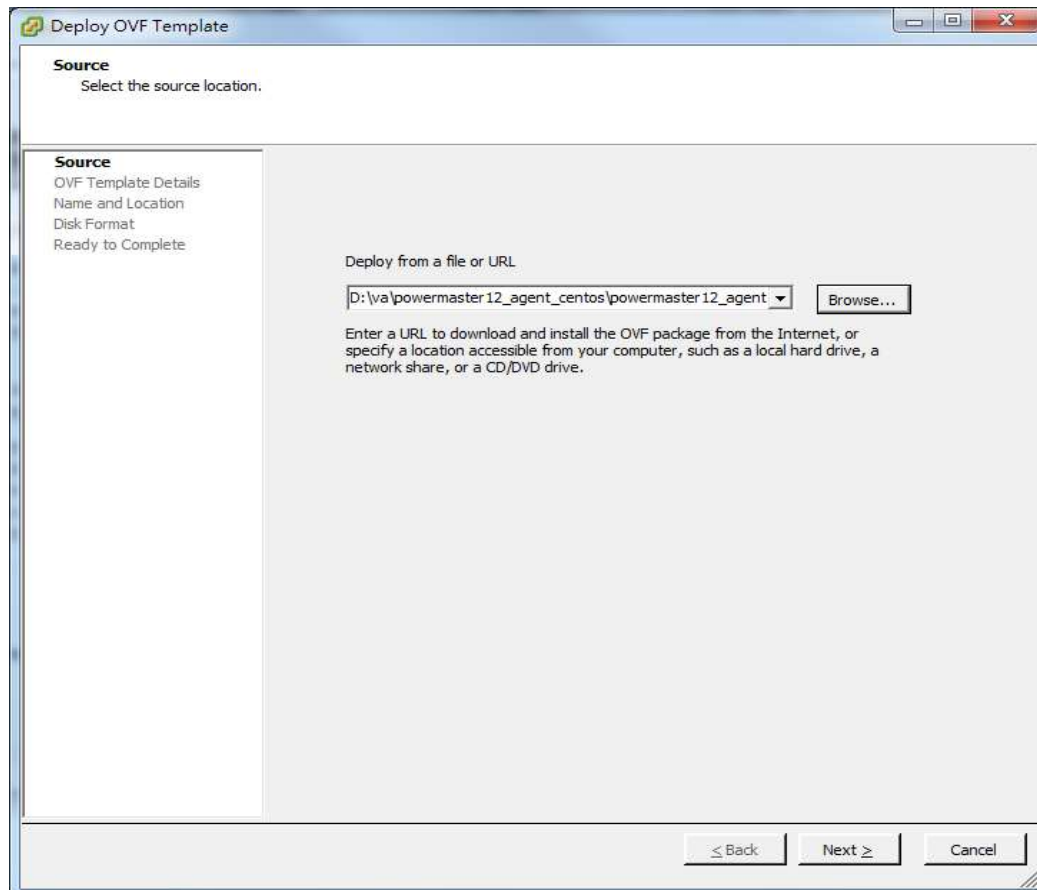 Deploy OVF Template
Source
Select the source location.
Source
OVF Template Details
Name and Location
Disk Format
Ready to Complete
Deploy from a file or URL
D:\va\powermaster12_agent_centos\powermaster12_agent
Browse...
Enter a URL to download and install the OVF package from the Internet, or
specify a location accessible from your computer, such as a local hard drive, a
network share, or a CD/DVD drive.
< Back
Next >
Cancel